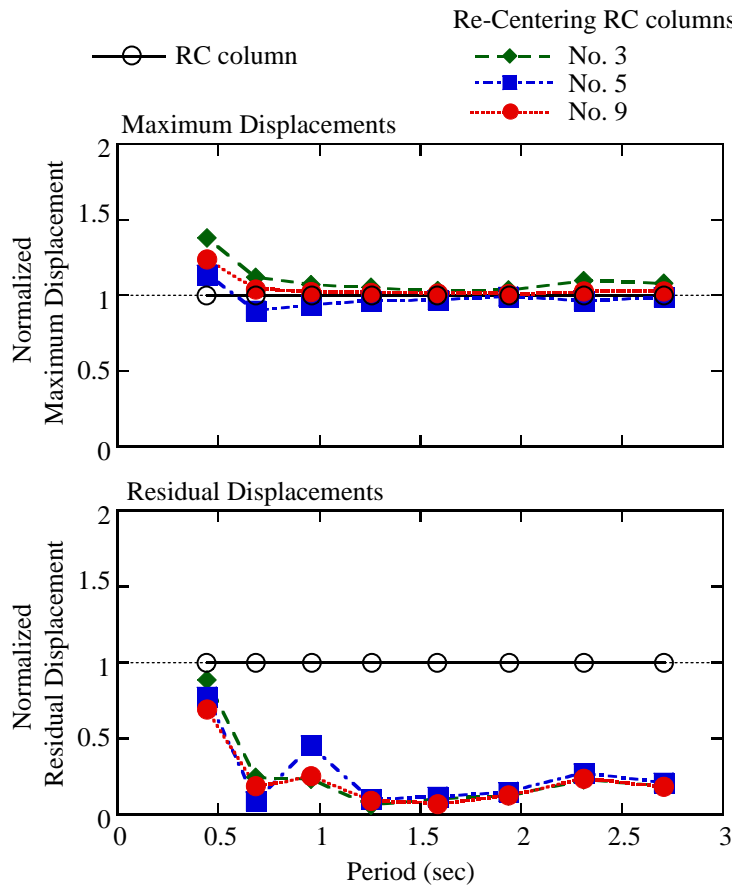 Re-Centering RC columns
RC column
No. 3
No. 5
No. 9
Maximum Displacements
2
1.5
1
0.5
0
Normalized
Maximum Displacement
Residual Displacements
2
1.5
1
0.5
0
Normalized
Residual Displacement
0 0.5 1 1.5 2 2.5 3
Period (sec)